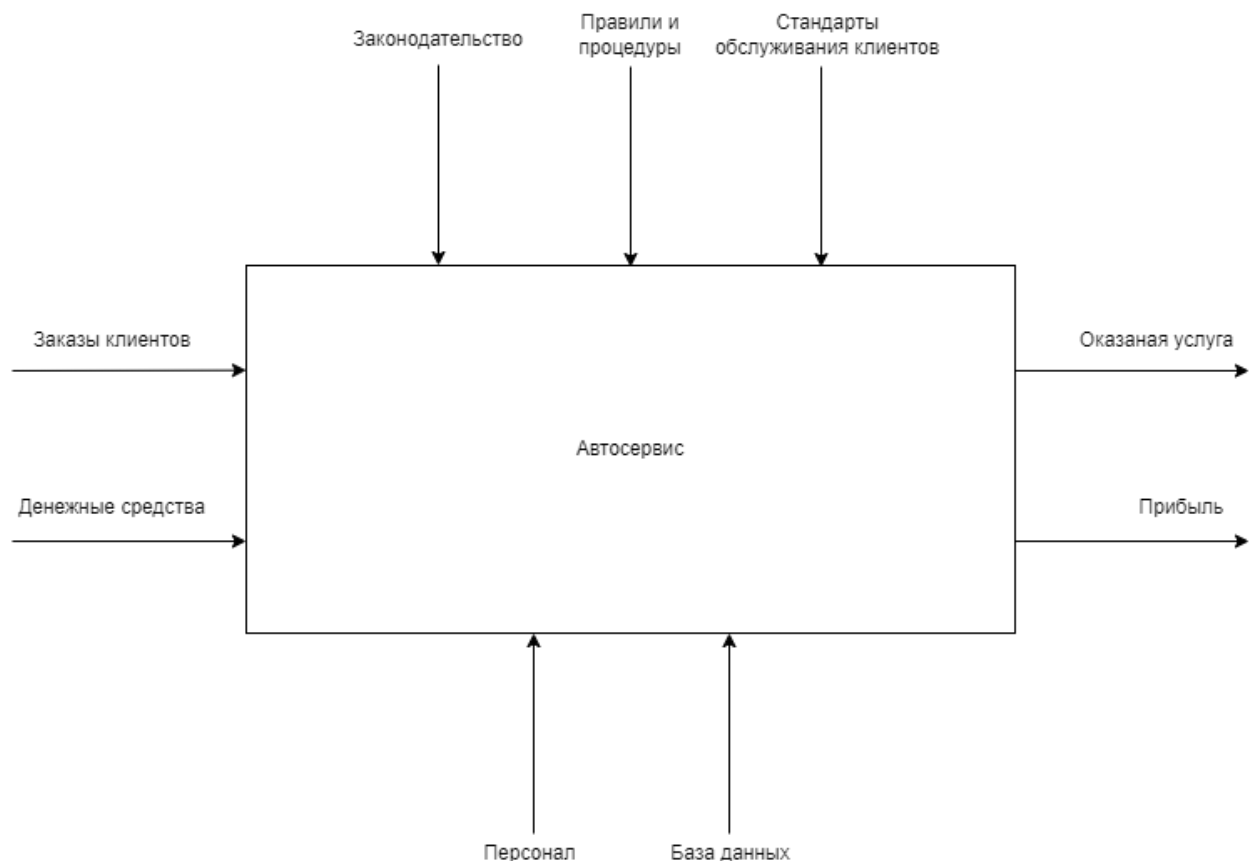 Законодательство
Правили и
процедуры
Стандарты
обслуживания клиентов
Заказы клиентов
Оказаная услуга
Автосервис
Денежные средства
Прибыль
Персонал
База данных